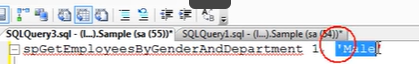 SQLQuery3.sql - (l...).Sample (sa (55))* SQLQuery1.sql - (l...).Sample (sa (54))*
spGetEmployeesByGenderAndDepartment 1 'Male'